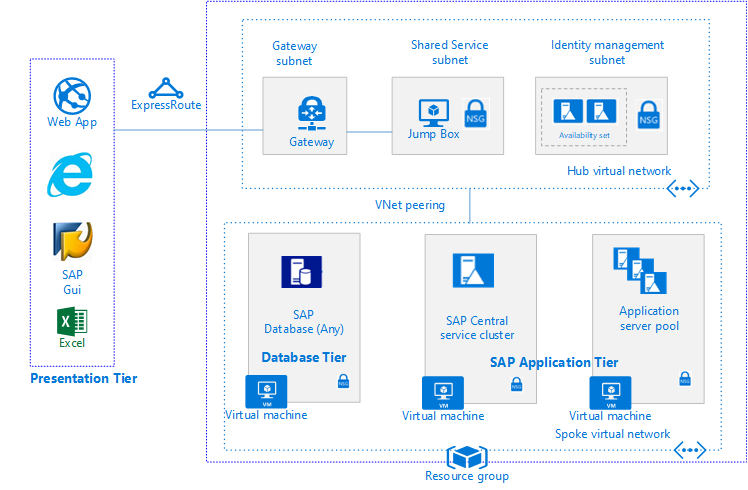 Gateway
subnet
Shared Service
subnet
Identity management
subnet
Web App
ExpressRoute
Gateway
Jump Box
NSG
Availability set
NSG
Hub virtual network
VNet peering
SAP
Gui
Excel
Presentation Tier
SAP
Database (Any)
Database Tier
NSG
VM
Virtual machine
SAP Central
service cluster
SAP Application Tier
NSG
VM
Virtual machine
Application
server pool
NSG
VM
Virtual machine
Spoke virtual network
Resource group